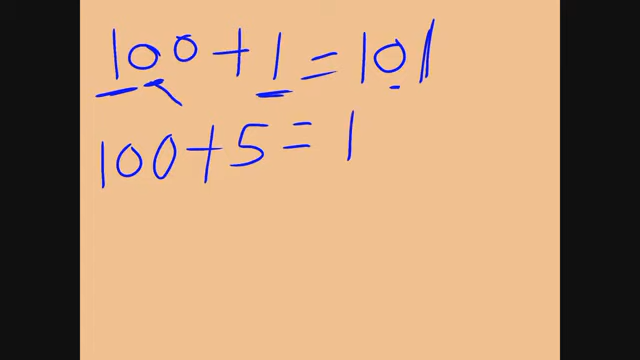 100 + 1 = 101
100 + 5 = 1